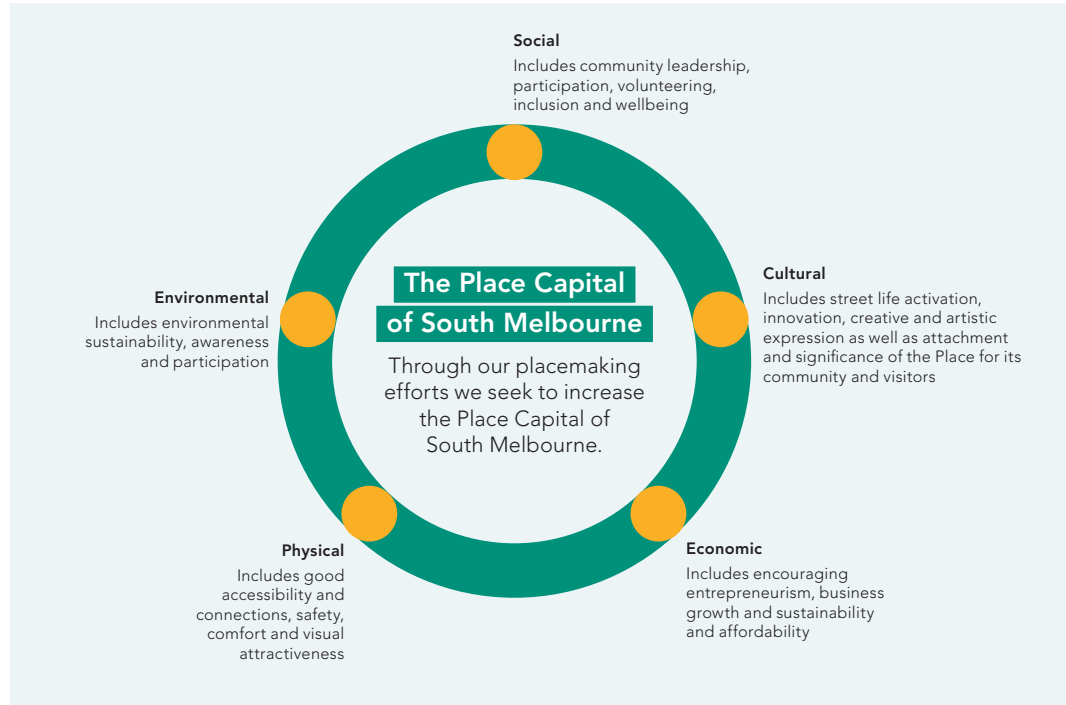 Social
Includes community leadership,
participation, volunteering,
inclusion and wellbeing
Cultural
Includes street life activation,
innovation, creative and artistic
expression as well as attachment
and significance of the Place for its
community and visitors
Economic
Includes encouraging
entrepreneurism, business
growth and sustainability
and affordability
Physical
Includes good
accessibility and
connections, safety,
comfort and visual
attractiveness
Environmental
Includes environmental
sustainability, awareness
and participation
The Place Capital
of South Melbourne
Through our placemaking
efforts we seek to increase
the Place Capital of
South Melbourne.